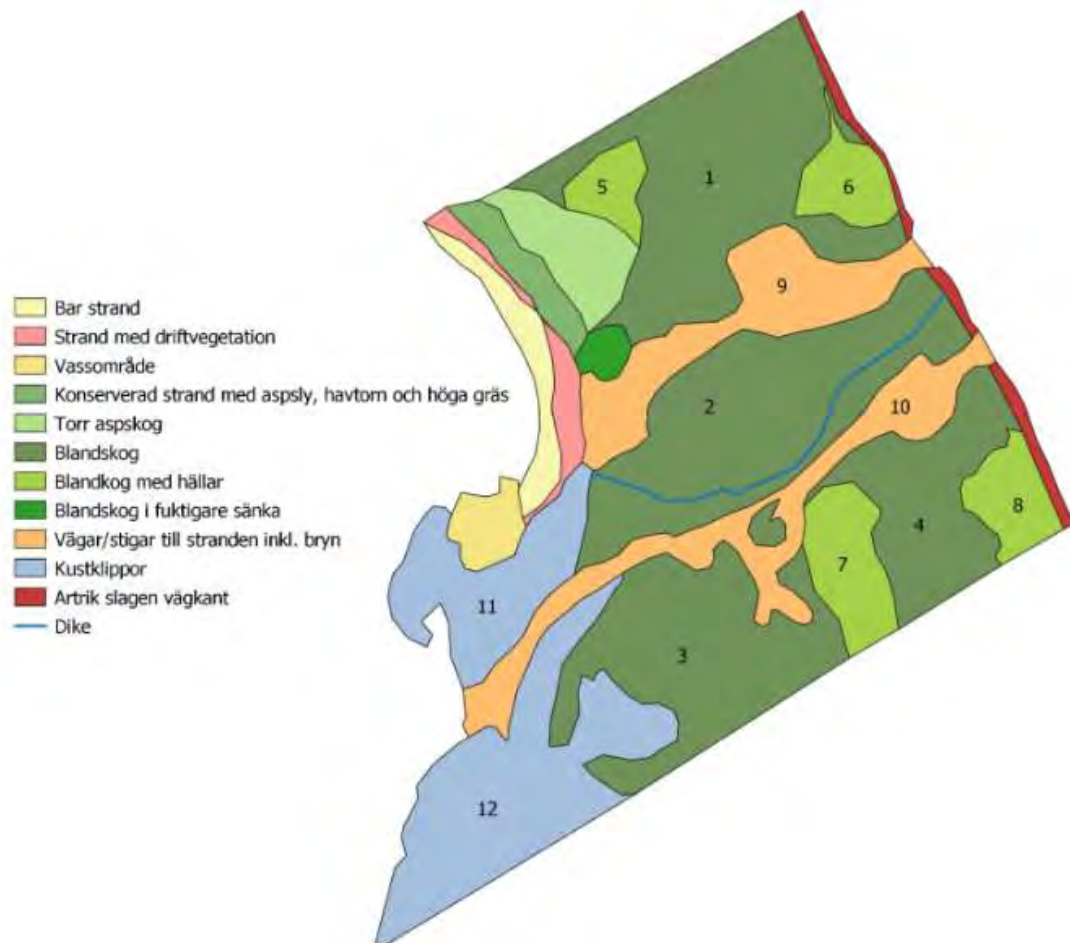 Bar strand
Strand med driftvegetation
Vassområde
Konserverad strand med aspsly, havtorn och höga gräs
Torr aspskog
Blandskog
Blandkog med hällar
Blandskog i fuktigare sänka
Vägar/stigar till stranden inkl. bryn
Kustklippor
Artrik slagen vägkant
Dike
1
5
6
9
2
10
8
4
7
11
3
12